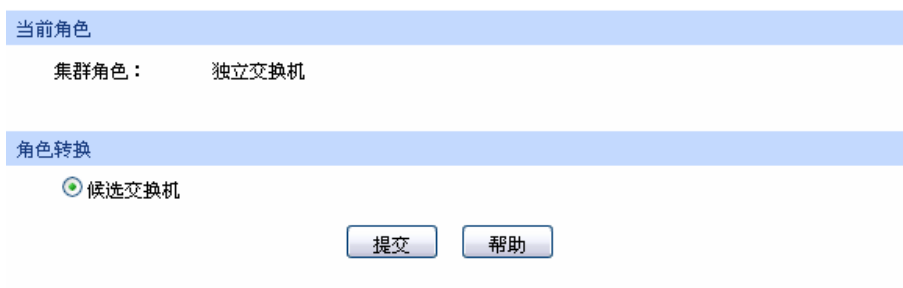 当前角色
集群角色： 独立交换机
角色转换
候选交换机
提交 帮助